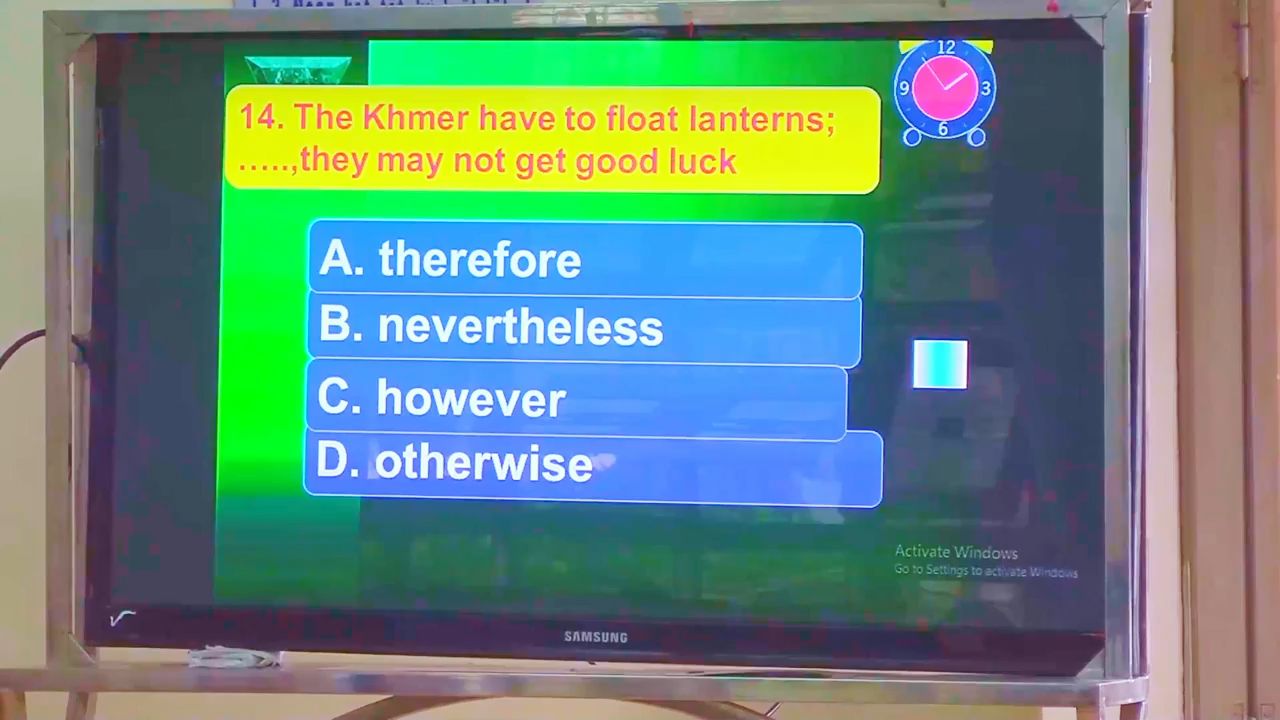 14. The Khmer have to float lanterns;
.....,they may not get good luck
12
9
3
6
A. therefore
B. nevertheless
C. however
D. otherwise
Activate Windows
Go to Settings to activate Windows
SAMSUNG